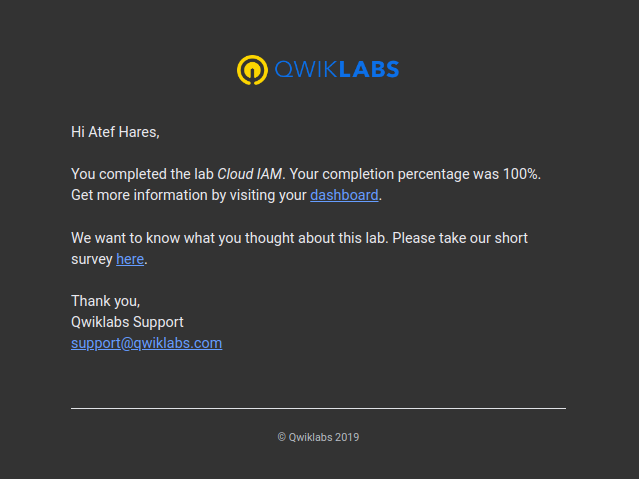 QWIKLABS
Hi Atef Hares,
You completed the lab Cloud IAM. Your completion percentage was 100%.
Get more information by visiting your dashboard.
We want to know what you thought about this lab. Please take our short
survey here.
Thank you,
Qwiklabs Support
support@qwiklabs.com
© Qwiklabs 2019